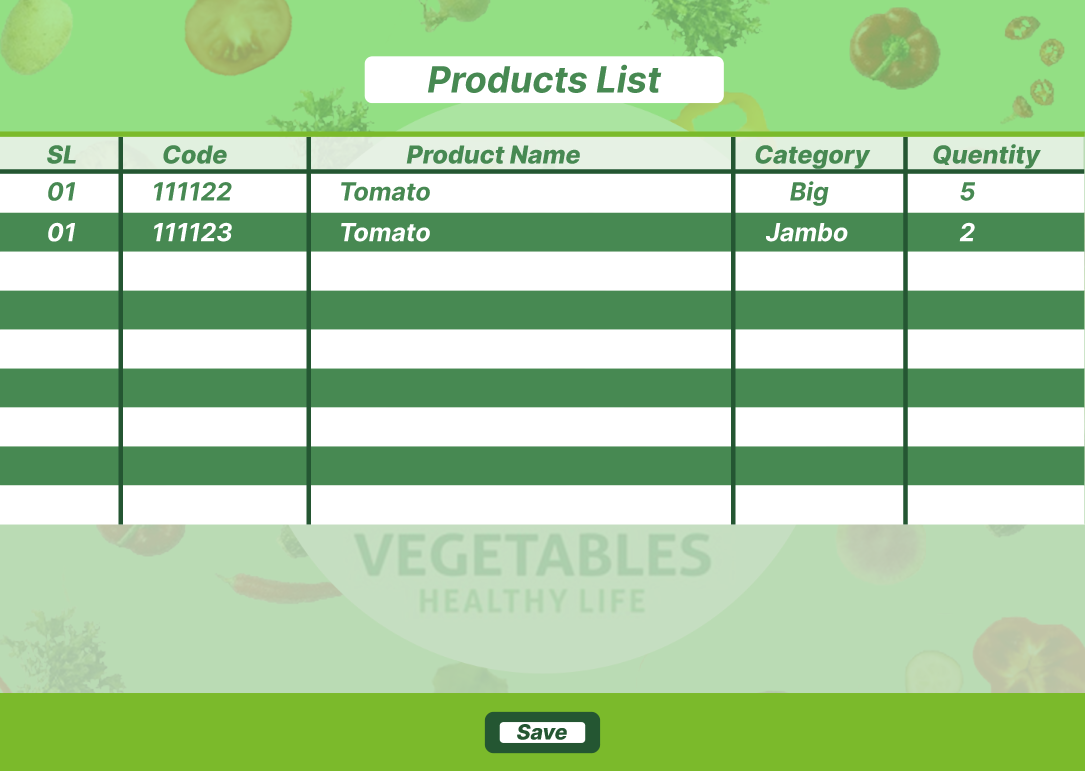 Products List
SL Code Product Name Category Quentity
01 111122 Tomato Big 5
01 111123 Tomato Jambo 2
VEGETABLES
HEALTHY LIFE
Save